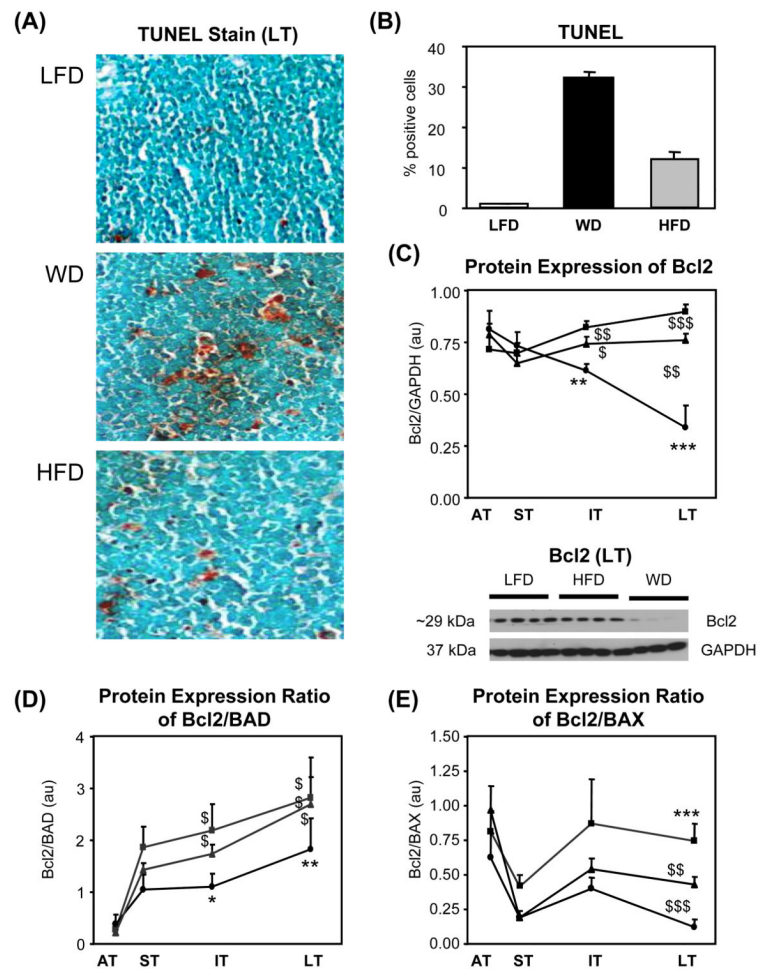 (A)
TUNEL Stain (LT)
LFD
WD
HFD
(B)
TUNEL
% positive cells
40
30
20
10
0
LFD WD HFD
(C)
Protein Expression of Bcl2
Bcl2/GAPDH (au)
1.00
0.75
0.50
0.25
0.00
$$$
$$
$
$$
**
***
AT ST IT LT
Bcl2 (LT)
LFD HFD WD
~29 kDa Bcl2
37 kDa GAPDH
(D)
Protein Expression Ratio
of Bcl2/BAD
Bcl2/BAD (au)
4
3
2
1
0
$
$
$
$
$
*
**
AT ST IT LT
(E)
Protein Expression Ratio
of Bcl2/BAX
Bcl2/BAX (au)
1.50
1.25
1.00
0.75
0.50
0.25
0.00
***
$$
$$$
AT ST IT LT